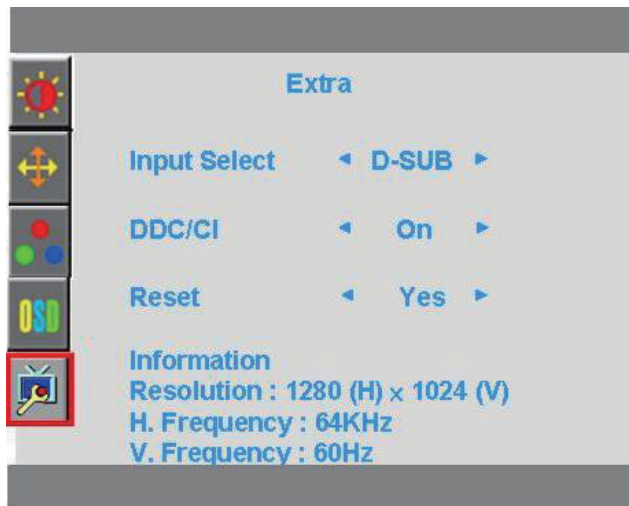 Extra
Input Select ◄ D-SUB ►
DDC/CI ◄ On ►
Reset ◄ Yes ►
OSD
Information
Resolution : 1280 (H) × 1024 (V)
H. Frequency : 64KHz
V. Frequency : 60Hz